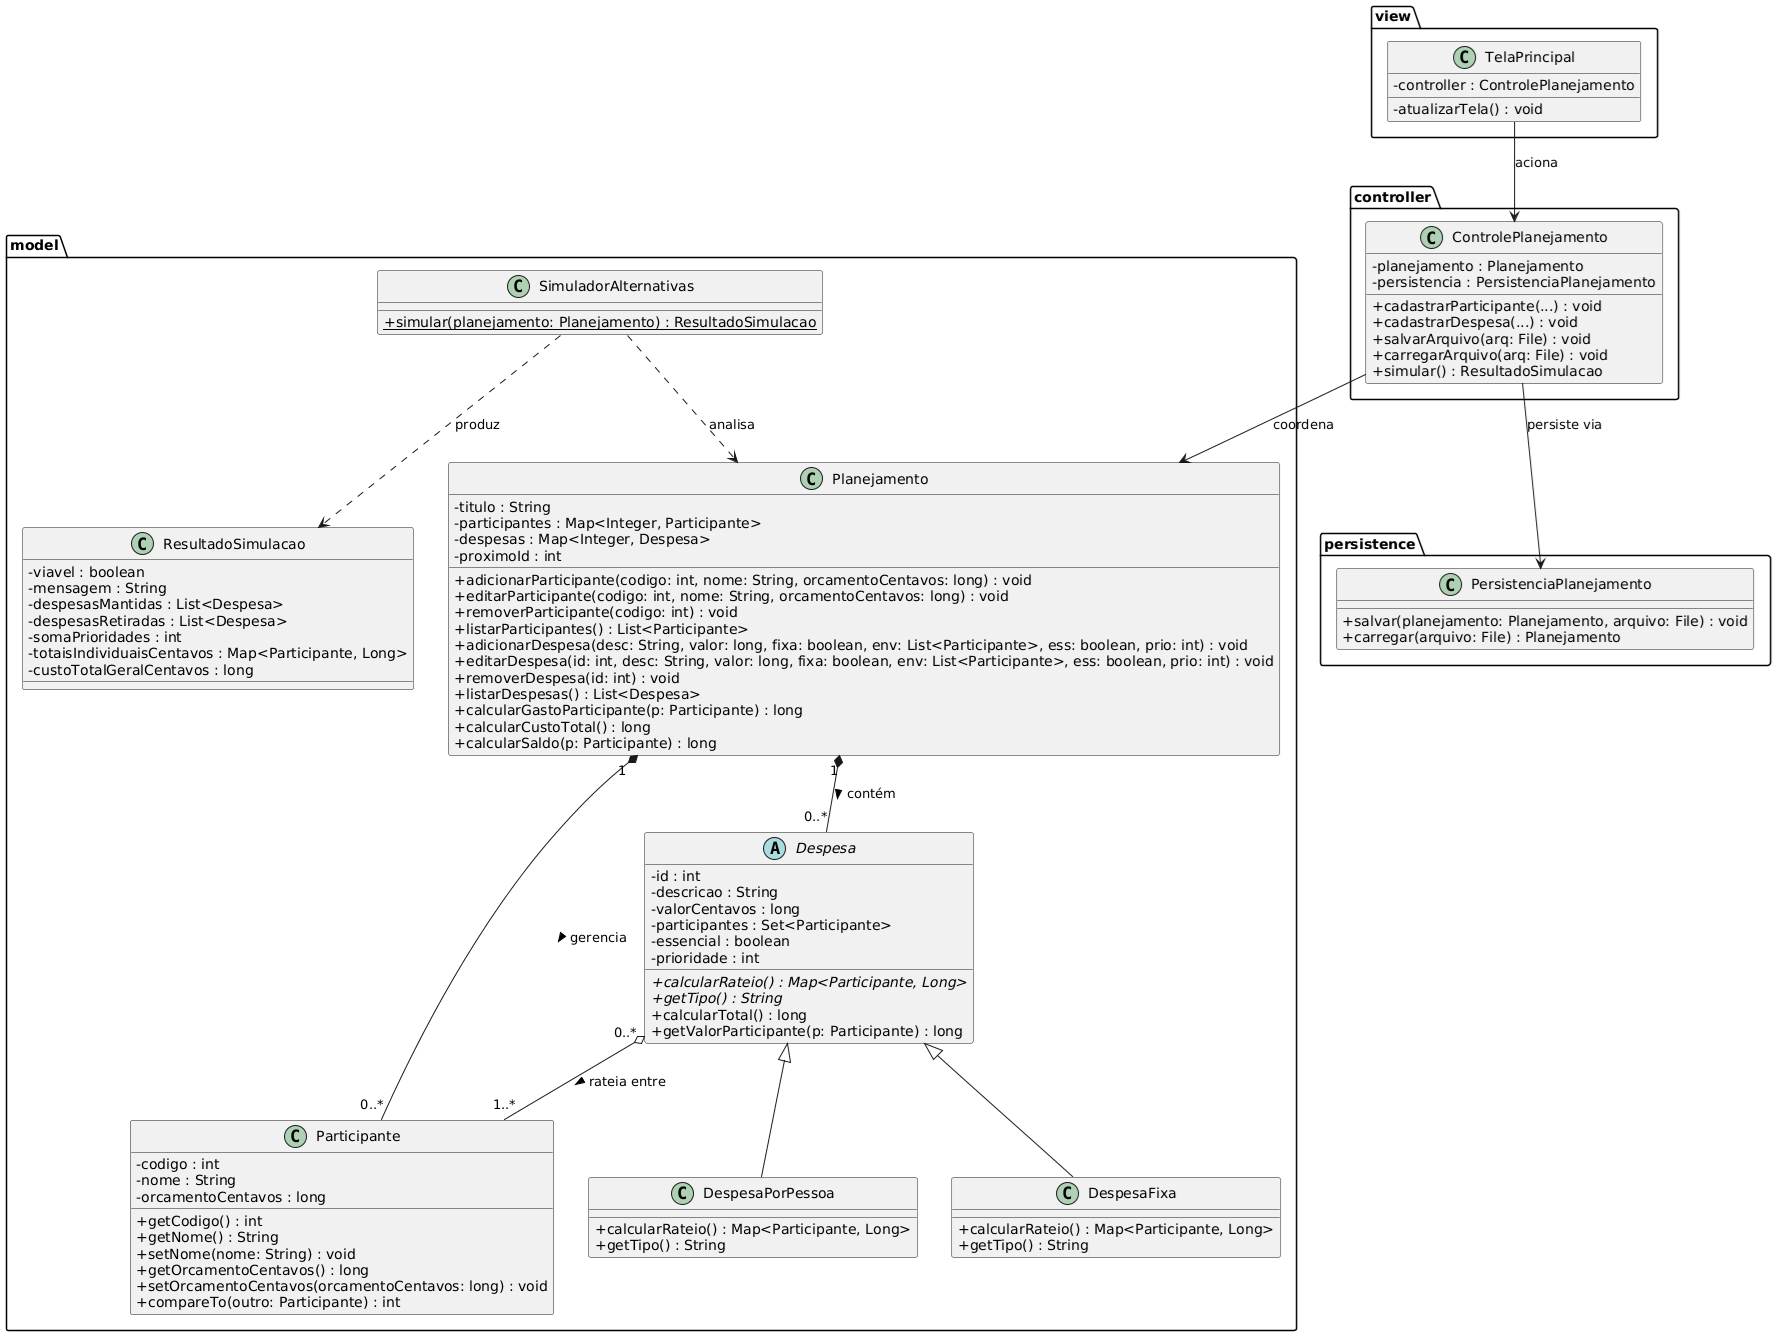 view
C TelaPrincipal
-controller : ControlePlanejamento
-atualizarTela() : void
aciona
controller
C ControlePlanejamento
-planejamento : Planejamento
-persistencia : PersistenciaPlanejamento
+cadastrarParticipante(...) : void
+cadastrarDespesa(...) : void
+salvarArquivo(arq: File) : void
+carregarArquivo(arq: File) : void
+simular() : ResultadoSimulacao
coordena
persiste via
model
C SimuladorAlternativas
+simular(planejamento: Planejamento) : ResultadoSimulacao
produz
analisa
C Planejamento
-titulo : String
-participantes : Map<Integer, Participante>
-despesas : Map<Integer, Despesa>
-proximoId : int
+adicionarParticipante(codigo: int, nome: String, orcamentoCentavos: long) : void
+editarParticipante(codigo: int, nome: String, orcamentoCentavos: long) : void
+removerParticipante(codigo: int) : void
+listarParticipantes() : List<Participante>
+adicionarDespesa(desc: String, valor: long, fixa: boolean, env: List<Participante>, ess: boolean, prio: int) : void
+editarDespesa(id: int, desc: String, valor: long, fixa: boolean, env: List<Participante>, ess: boolean, prio: int) : void
+removerDespesa(id: int) : void
+listarDespesas() : List<Despesa>
+calcularGastoParticipante(p: Participante) : long
+calcularCustoTotal() : long
+calcularSaldo(p: Participante) : long
C ResultadoSimulacao
-viavel : boolean
-mensagem : String
-despesasMantidas : List<Despesa>
-despesasRetiradas : List<Despesa>
-somaPrioridades : int
-totaisIndividuaisCentavos : Map<Participante, Long>
-custoTotalGeralCentavos : long
persistence
C PersistenciaPlanejamento
+salvar(planejamento: Planejamento, arquivo: File) : void
+carregar(arquivo: File) : Planejamento
1
1
contém
0..*
A Despesa
-id : int
-descricao : String
-valorCentavos : long
-participantes : Set<Participante>
-essencial : boolean
-prioridade : int
+calcularRateio() : Map<Participante, Long>
+getTipo() : String
+calcularTotal() : long
+getValorParticipante(p: Participante) : long
gerencia
0..*
rateia entre
0..*
1..*
C Participante
-codigo : int
-nome : String
-orcamentoCentavos : long
+getCodigo() : int
+getNome() : String
+setNome(nome: String) : void
+getOrcamentoCentavos() : long
+setOrcamentoCentavos(orcamentoCentavos: long) : void
+compareTo(outro: Participante) : int
C DespesaPorPessoa
+calcularRateio() : Map<Participante, Long>
+getTipo() : String
C DespesaFixa
+calcularRateio() : Map<Participante, Long>
+getTipo() : String